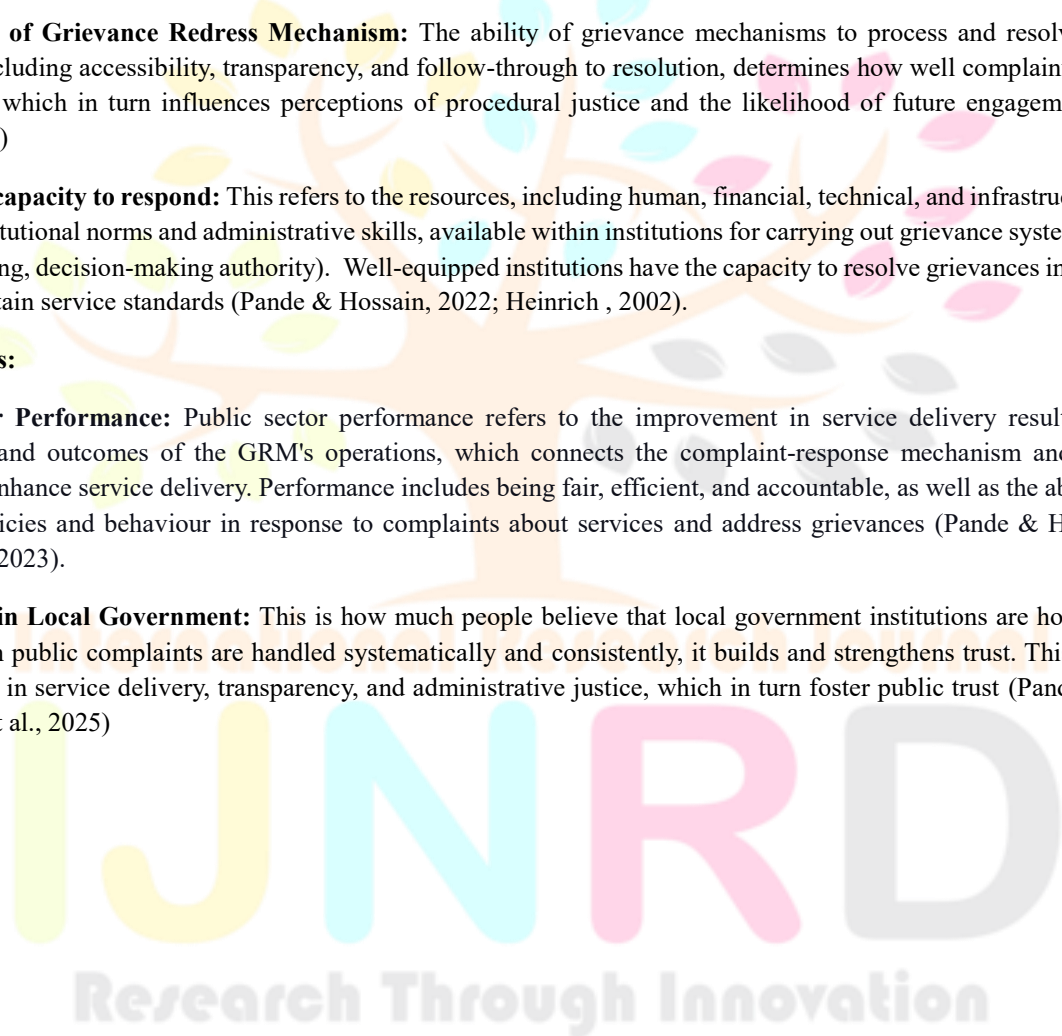 of Grievance Redress Mechanism: The ability of grievance mechanisms to process and resolv
cluding accessibility, transparency, and follow-through to resolution, determines how well complain
which in turn influences perceptions of procedural justice and the likelihood of future engagem
)
capacity to respond: This refers to the resources, including human, financial, technical, and infrastruc
tutional norms and administrative skills, available within institutions for carrying out grievance syste
ng, decision-making authority). Well-equipped institutions have the capacity to resolve grievances in
tain service standards (Pande & Hossain, 2022; Heinrich , 2002).
s:
r Performance: Public sector performance refers to the improvement in service delivery result
and outcomes of the GRM's operations, which connects the complaint-response mechanism and
nhance service delivery. Performance includes being fair, efficient, and accountable, as well as the ab
icies and behaviour in response to complaints about services and address grievances (Pande & H
2023).
in Local Government: This is how much people believe that local government institutions are ho
n public complaints are handled systematically and consistently, it builds and strengthens trust. Thi
in service delivery, transparency, and administrative justice, which in turn foster public trust (Pand
t al., 2025)
International Research Journal
IJNRD
Research Through Innovation